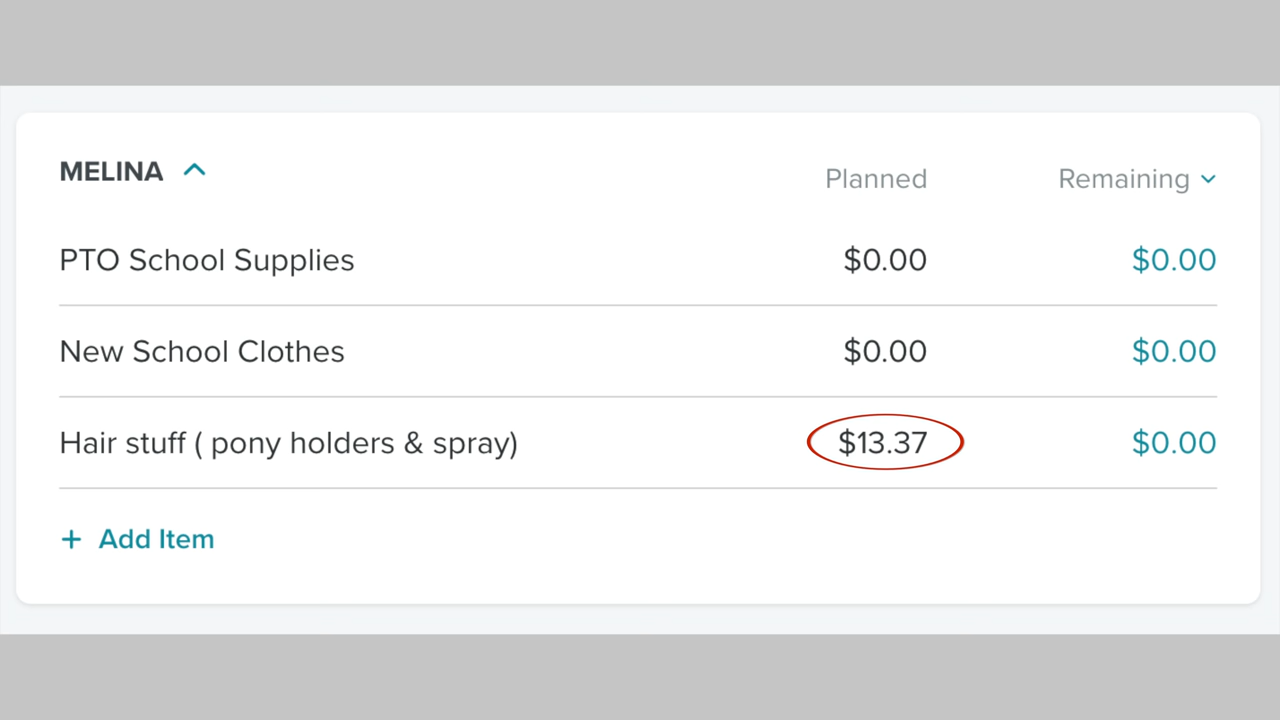 MELINA Planned Remaining
PTO School Supplies $0.00 $0.00
New School Clothes $0.00 $0.00
Hair stuff ( pony holders & spray) $13.37 $0.00
+ Add Item